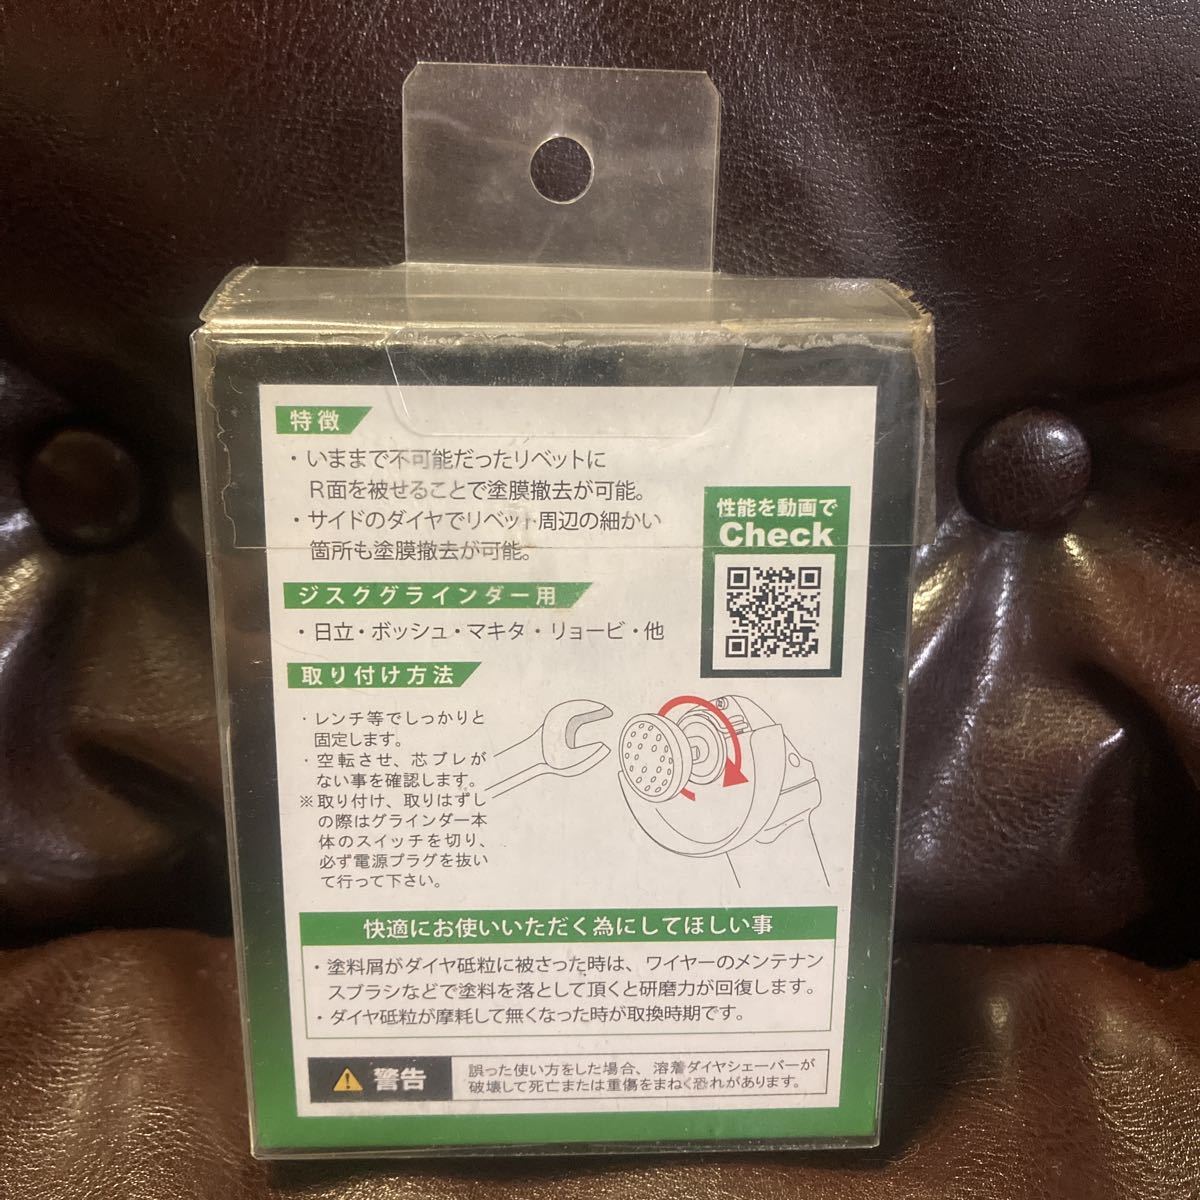 特徴
・いままで不可能だったリベットに
R面を被せることで塗膜撤去が可能。
・サイドのダイヤでリベット周辺の細かい
箇所も塗膜撤去が可能。
性能を動画で
Check
ジスクグラインダー用
・日立・ボッシュ・マキタ・リョービ・他
取り付け方法
・レンチ等でしっかりと
固定します。
・空転させ、芯ブレが
ない事を確認します。
※取り付け、取りはずし
の際はグラインダー本
体のスイッチを切り、
必ず電源プラグを抜い
て行って下さい。
快適にお使いいただく為にしてほしい事
・塗料屑がダイヤ砥粒に被さった時は、ワイヤーのメンテナン
スブラシなどで塗料を落として頂くと研磨力が回復します。
・ダイヤ砥粒が摩耗して無くなった時が取換時期です。
警告
誤った使い方をした場合、溶着ダイヤシェーバーが
破壊して死亡または重傷をまねく恐れがあります。